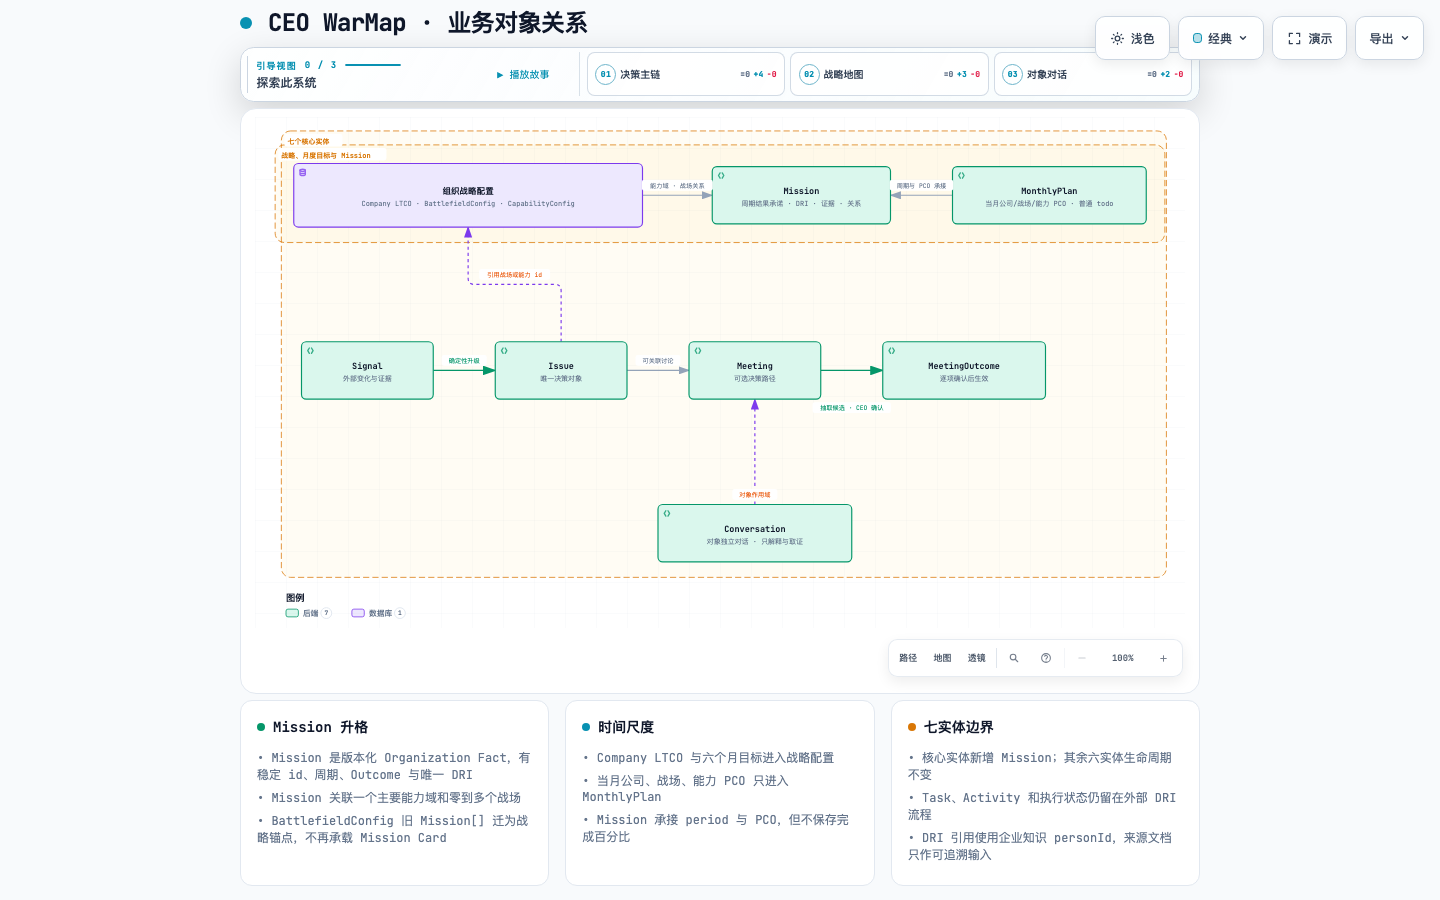 CEO WarMap · 业务对象关系
浅色
经典
演示
导出
引导视图 0 / 3
探索此系统
▶ 播放故事
01 决策主链 ≡0 +4 -0
02 战略地图 ≡0 +3 -0
03 对象对话 ≡0 +2 -0
七个核心实体
战略、月度目标与 Mission
组织战略配置
Company LTCO · BattlefieldConfig · CapabilityConfig
能力域 · 战场关系
Mission
周期结果承诺 · DRI · 证据 · 关系
周期与 PCO 承接
MonthlyPlan
当月公司/战场/能力 PCO · 普通 todo
引用战场或能力 id
Signal
外部变化与证据
确定性升级
Issue
唯一决策对象
可关联讨论
Meeting
可选决策路径
MeetingOutcome
逐项确认后生效
抽取候选 · CEO 确认
对象作用域
Conversation
对象独立对话 · 只解释与取证
图例
后端 7
数据库 1
路径
地图
透镜
100%
Mission 升格
• Mission 是版本化 Organization Fact，有
稳定 id、周期、Outcome 与唯一 DRI
• Mission 关联一个主要能力域和零到多个战场
• BattlefieldConfig 旧 Mission[] 迁为战
略锚点，不再承载 Mission Card
时间尺度
• Company LTCO 与六个月目标进入战略配置
• 当月公司、战场、能力 PCO 只进入
MonthlyPlan
• Mission 承接 period 与 PCO，但不保存完
成百分比
七实体边界
• 核心实体新增 Mission；其余六实体生命周期
不变
• Task、Activity 和执行状态仍留在外部 DRI
流程
• DRI 引用使用企业知识 personId，来源文档
只作可追溯输入